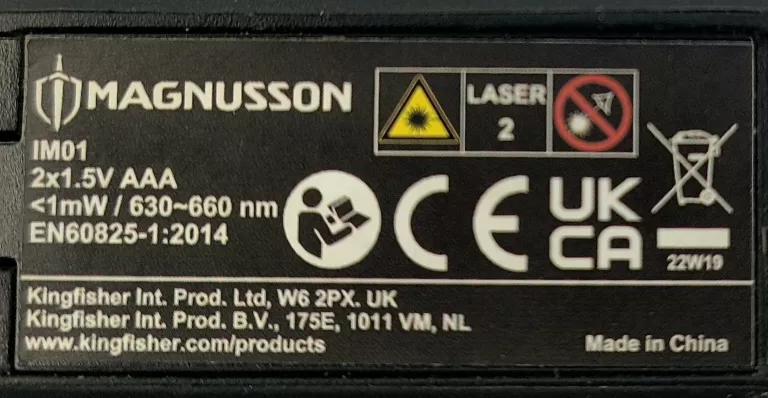 MAGNUSSON
IM01
2x1.5V AAA
<1mW / 630~660 nm
EN60825-1:2014
LASER
2
CE
UK
CA
22W19
Kingfisher Int. Prod. Ltd, W6 2PX. UK
Kingfisher Int. Prod. B.V., 175E, 1011 VM, NL
www.kingfisher.com/products
Made in China